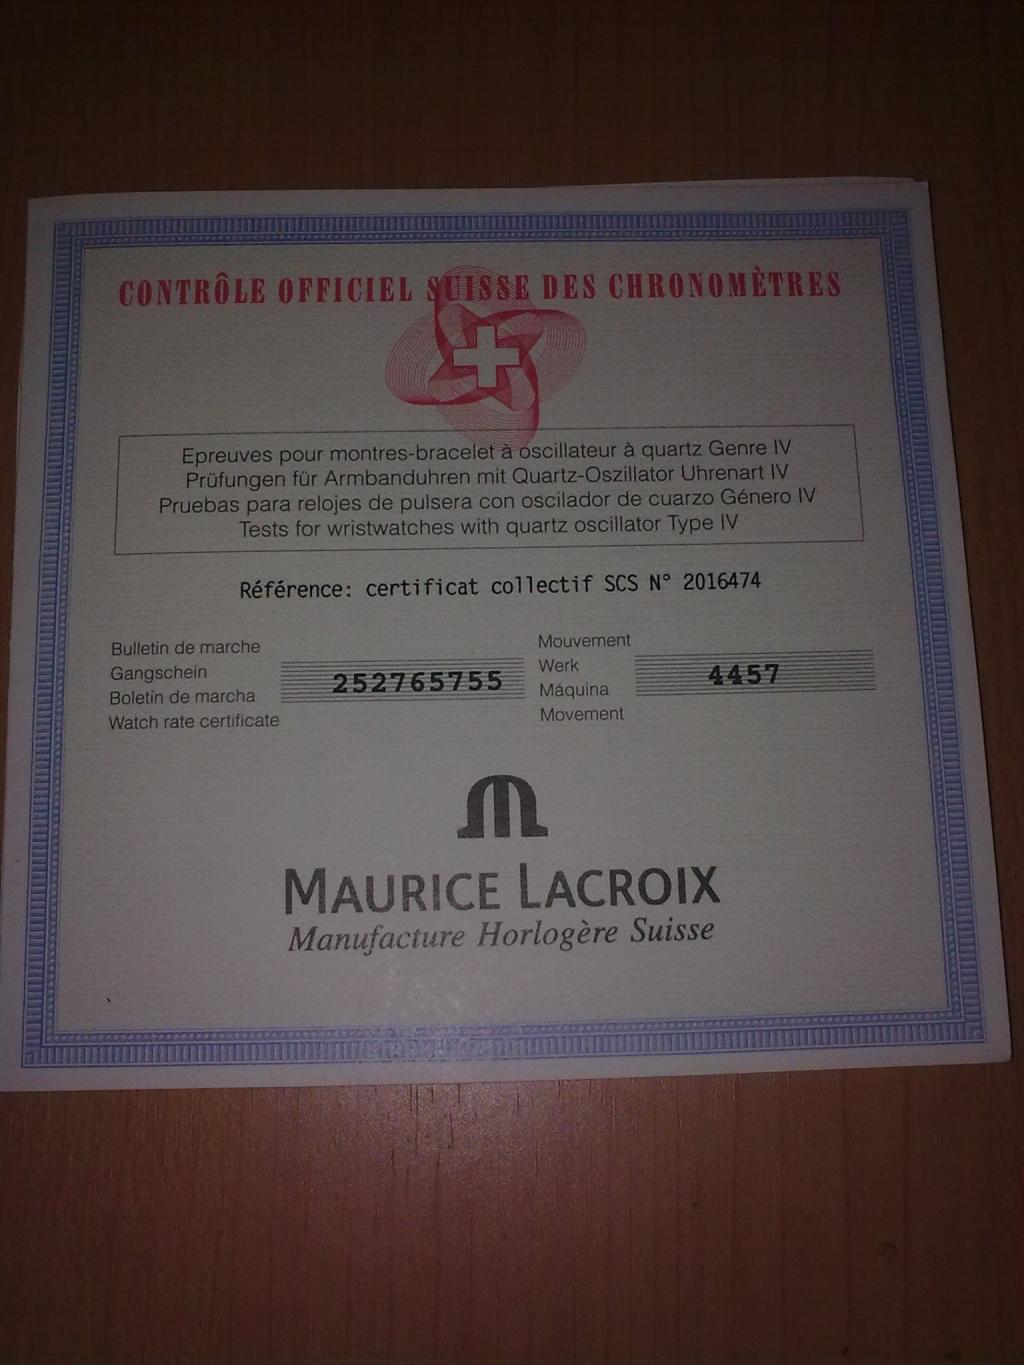 CONTRÔLE OFFICIEL SUISSE DES CHRONOMÈTRES
Epreuves pour montres-bracelet à oscillateur à quartz Genre IV
Prüfungen für Armbanduhren mit Quartz-Oszillator Uhrenart IV
Pruebas para relojes de pulsera con oscilador de cuarzo Género IV
Tests for wristwatches with quartz oscillator Type IV
Référence: certificat collectif SCS N° 2016474
Bulletin de marche
Gangschein
Boletín de marcha
Watch rate certificate
252765755
Mouvement
Werk
Máquina
Movement
4457
MAURICE LACROIX
Manufacture Horlogère Suisse